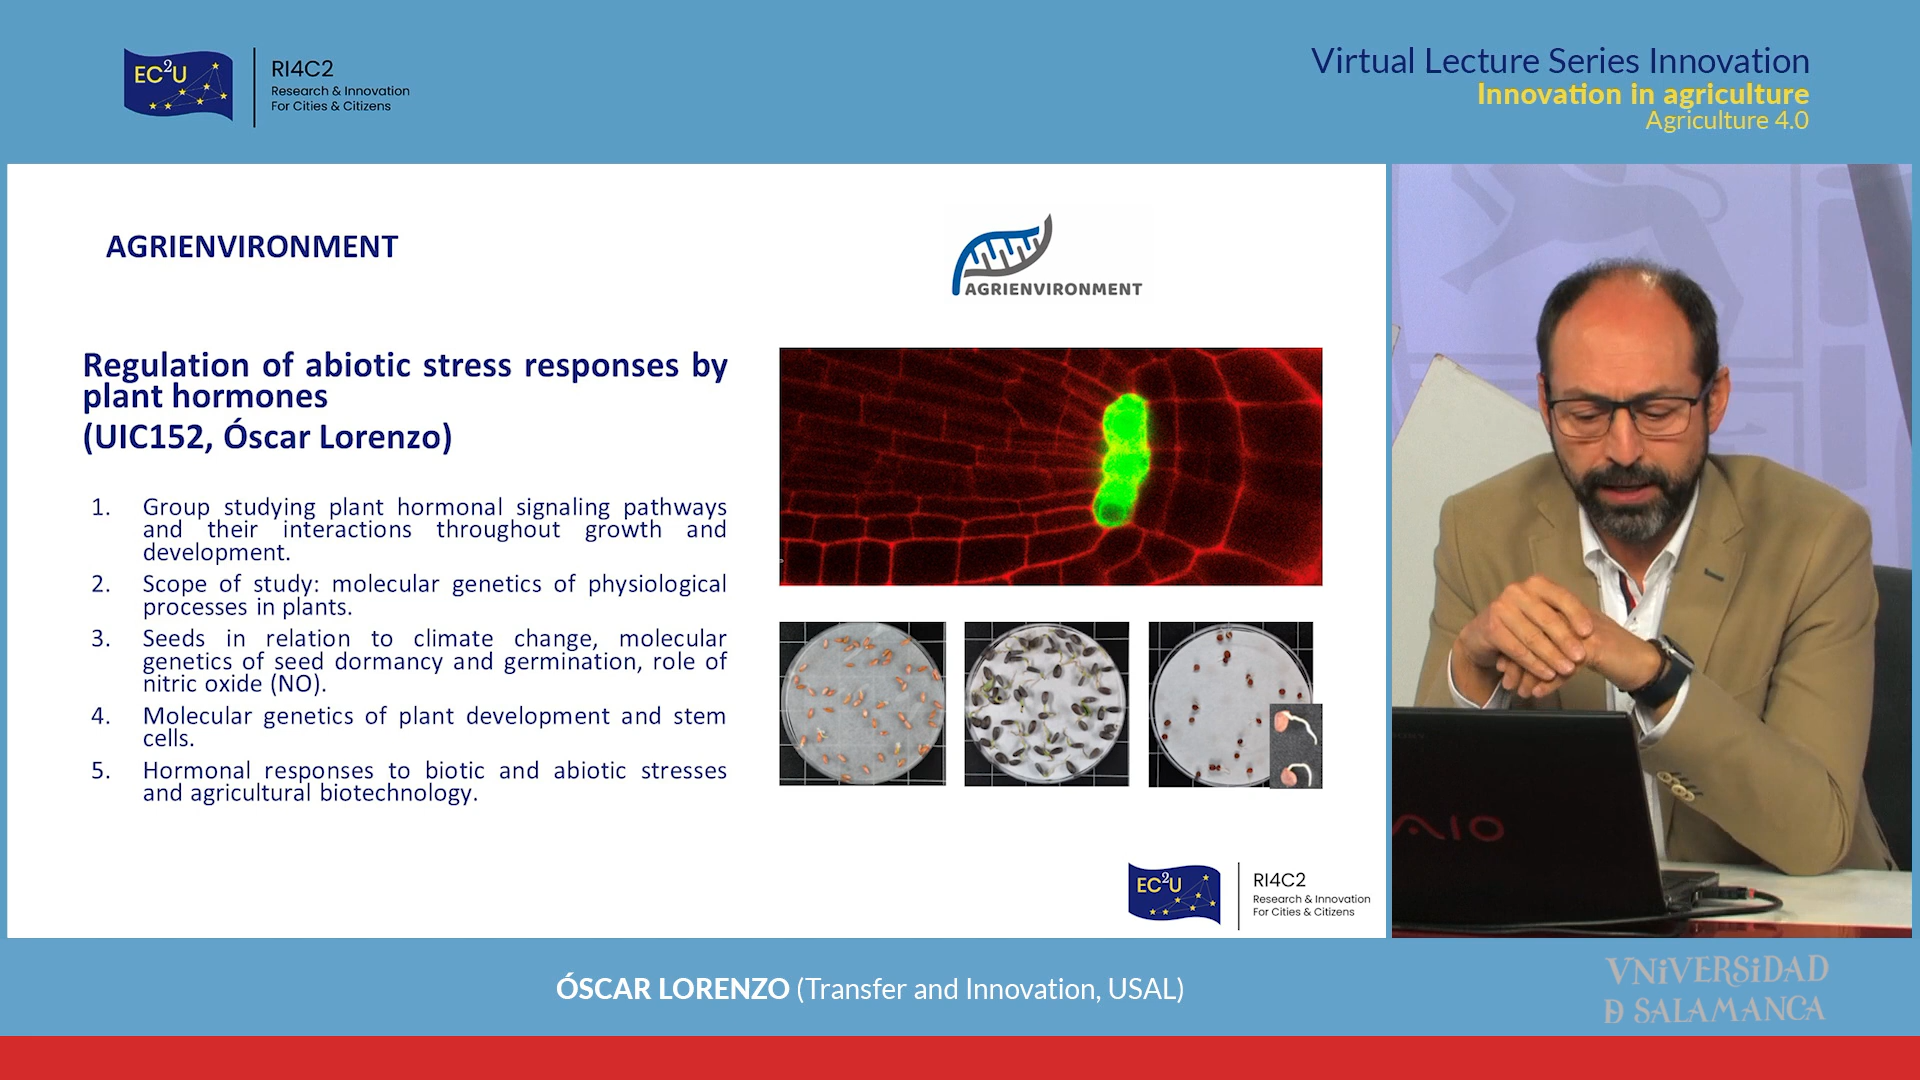 EC2U
RI4C2
Research & Innovation
For Cities & Citizens
Virtual Lecture Series Innovation
Innovation in agriculture
Agriculture 4.0
AGRIENVIRONMENT
AGRIENVIRONMENT
Regulation of abiotic stress responses by
plant hormones
(UIC152, Óscar Lorenzo)
1. Group studying plant hormonal signaling pathways
and their interactions throughout growth and
development.
2. Scope of study: molecular genetics of physiological
processes in plants.
3. Seeds in relation to climate change, molecular
genetics of seed dormancy and germination, role of
nitric oxide (NO).
4. Molecular genetics of plant development and stem
cells.
5. Hormonal responses to biotic and abiotic stresses
and agricultural biotechnology.
EC2U
RI4C2
Research & Innovation
For Cities & Citizens
AIO
ÓSCAR LORENZO (Transfer and Innovation, USAL)
VNiVERSiDAD
Ð SALAMANCA